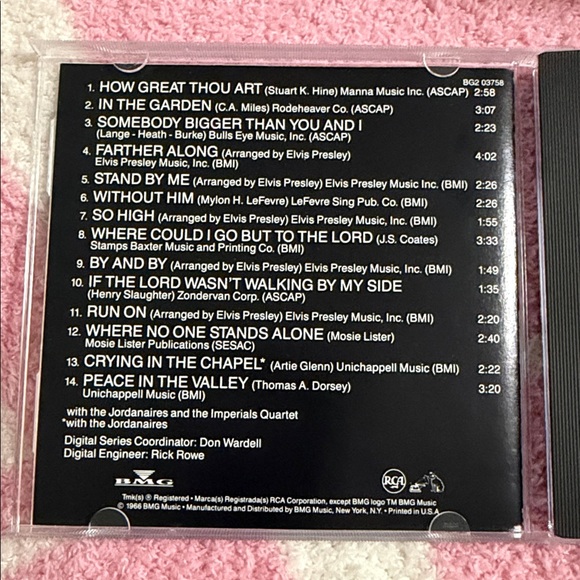 BG2 03758
1. HOW GREAT THOU ART (Stuart K. Hine) Manna Music Inc. (ASCAP) 2:58
2. IN THE GARDEN (C.A. Miles) Rodeheaver Co. (ASCAP) 3:07
3. SOMEBODY BIGGER THAN YOU AND I 2:23
(Lange - Heath - Burke) Bulls Eye Music, Inc. (ASCAP)
4. FARTHER ALONG (Arranged by Elvis Presley) 4:02
Elvis Presley Music, Inc. (BMI)
5. STAND BY ME (Arranged by Elvis Presley) Elvis Presley Music Inc. (BMI) 2:26
6. WITHOUT HIM (Mylon H. LeFevre) LeFevre Sing Pub. Co. (BMI) 2:26
7. SO HIGH (Arranged by Elvis Presley) Elvis Presley Music, Inc. (BMI) 1:55
8. WHERE COULD I GO BUT TO THE LORD (J.S. Coates) 3:33
Stamps Baxter Music and Printing Co. (BMI)
9. BY AND BY (Arranged by Elvis Presley) Elvis Presley Music, Inc. (BMI) 1:49
10. IF THE LORD WASN'T WALKING BY MY SIDE 1:35
(Henry Slaughter) Zondervan Corp. (ASCAP)
11. RUN ON (Arranged by Elvis Presley) Elvis Presley Music, Inc. (BMI) 2:20
12. WHERE NO ONE STANDS ALONE (Mosie Lister) 2:40
Mosie Lister Publications (SESAC)
13. CRYING IN THE CHAPEL* (Artie Glenn) Unichappell Music (BMI) 2:22
14. PEACE IN THE VALLEY (Thomas A. Dorsey) 3:20
Unichappell Music (BMI)
with the Jordanaires and the Imperials Quartet
*with the Jordanaires
Digital Series Coordinator: Don Wardell
Digital Engineer: Rick Rowe
BMG
RCA
Tmk(s) ® Registered • Marca(s) Registrada(s) RCA Corporation, except BMG logo TM BMG Music
© 1966 BMG Music • Manufactured and Distributed by BMG Music, New York, N.Y. • Printed in U.S.A